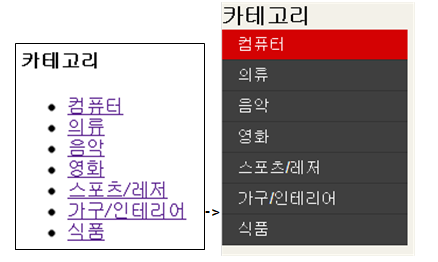 카테고리
컴퓨터
의류
음악
영화
스포츠/레저
가구/인테리어
식품
->
카테고리
컴퓨터
의류
음악
영화
스포츠/레저
가구/인테리어
식품